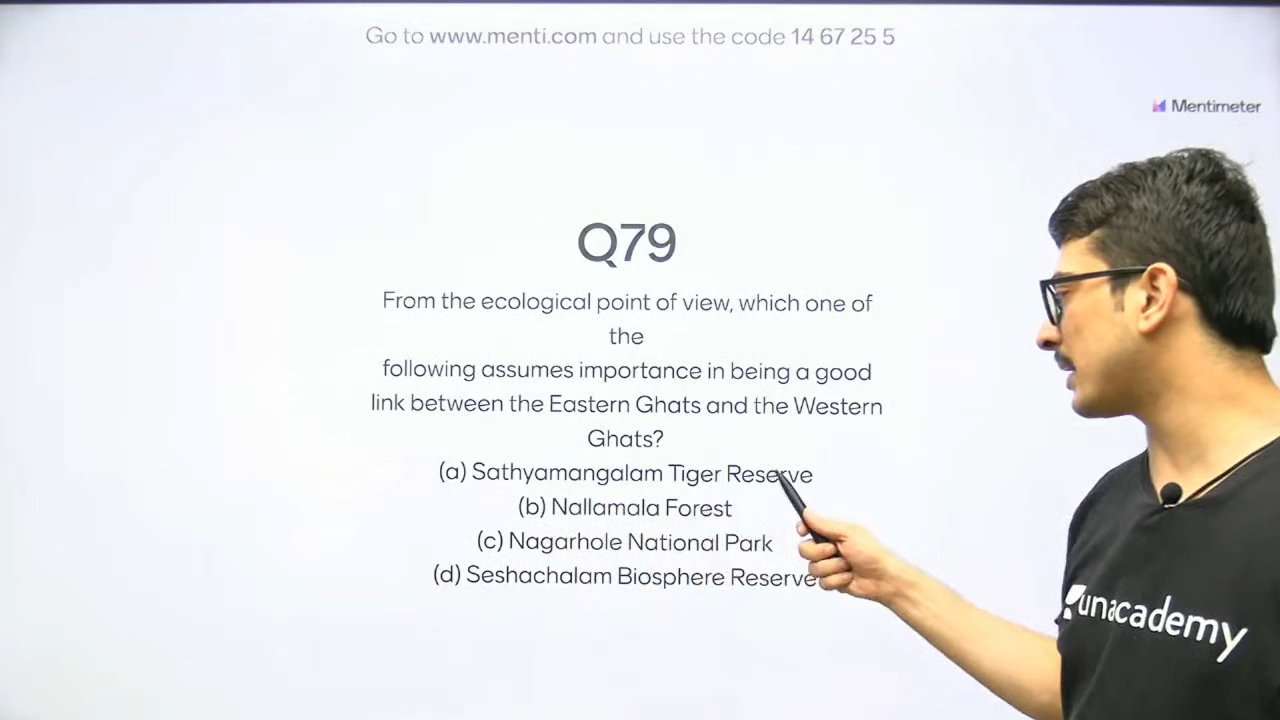 Go to www.menti.com and use the code 14 67 25 5
Mentimeter
Q79
From the ecological point of view, which one of
the
following assumes importance in being a good
link between the Eastern Ghats and the Western
Ghats?
(a) Sathyamangalam Tiger Reserve
(b) Nallamala Forest
(c) Nagarhole National Park
(d) Seshachalam Biosphere Reserve
unacademy